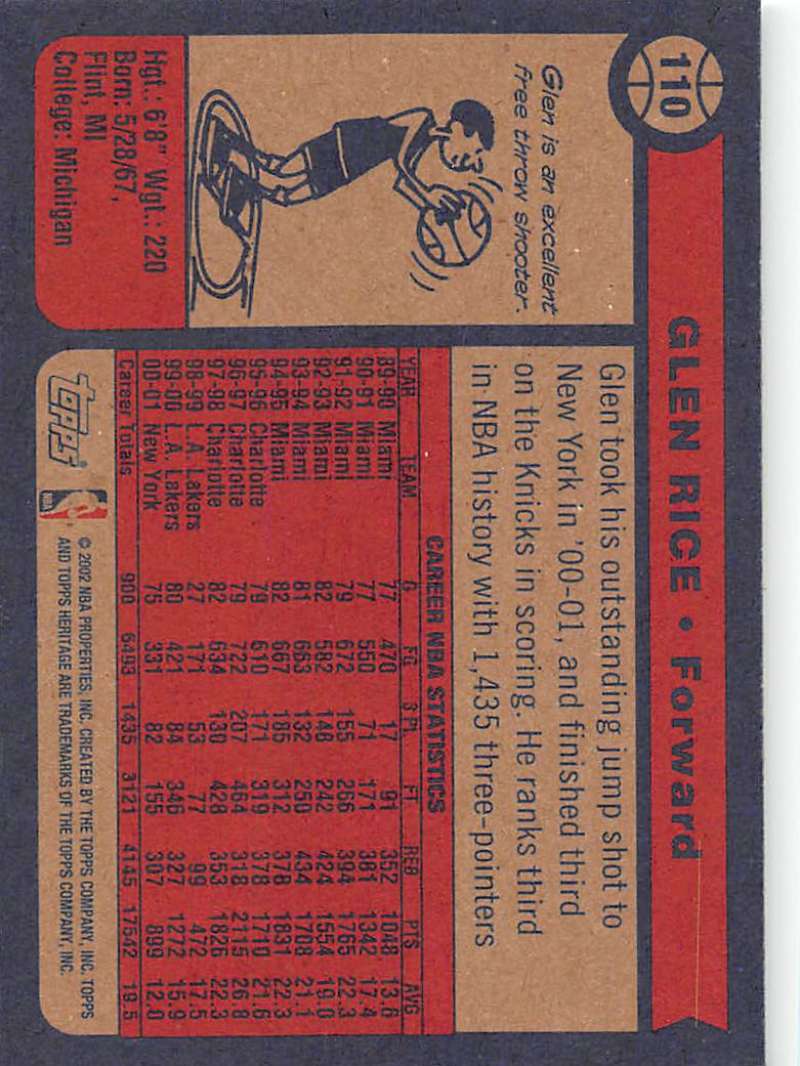 110
GLEN RICE • Forward
Glen is an excellent
free throw shooter.
Hgt.: 6'8" Wgt.: 220
Born: 5/28/67,
Flint, MI
College: Michigan
Glen took his outstanding jump shot to
New York in '00-01, and finished third
on the Knicks in scoring. He ranks third
in NBA history with 1,435 three-pointers
CAREER NBA STATISTICS
YEAR TEAM G FG 3 PT. FT REB PTS AVG
89-90 Miami 77 470 17 91 352 1048 13.6
90-91 Miami 77 550 71 171 381 1342 17.4
91-92 Miami 79 672 155 266 394 1765 22.3
92-93 Miami 82 582 148 242 424 1554 19.0
93-94 Miami 81 663 132 250 434 1708 21.1
94-95 Miami 82 667 185 312 378 1831 22.3
95-96 Charlotte 79 610 171 319 378 1710 21.6
96-97 Charlotte 79 722 207 464 318 2115 26.8
97-98 Charlotte 82 634 130 428 353 1826 22.3
98-99 L.A. Lakers 27 171 53 77 99 472 17.5
99-00 L.A. Lakers 80 421 84 346 327 1272 15.9
00-01 New York 75 331 82 155 307 899 12.0
Career Totals 900 6493 1435 3121 4145 17542 19.5
topps®
NBA
© 2002 NBA PROPERTIES, INC. CREATED BY THE TOPPS COMPANY, INC. TOPPS
AND TOPPS HERITAGE ARE TRADEMARKS OF THE TOPPS COMPANY, INC.